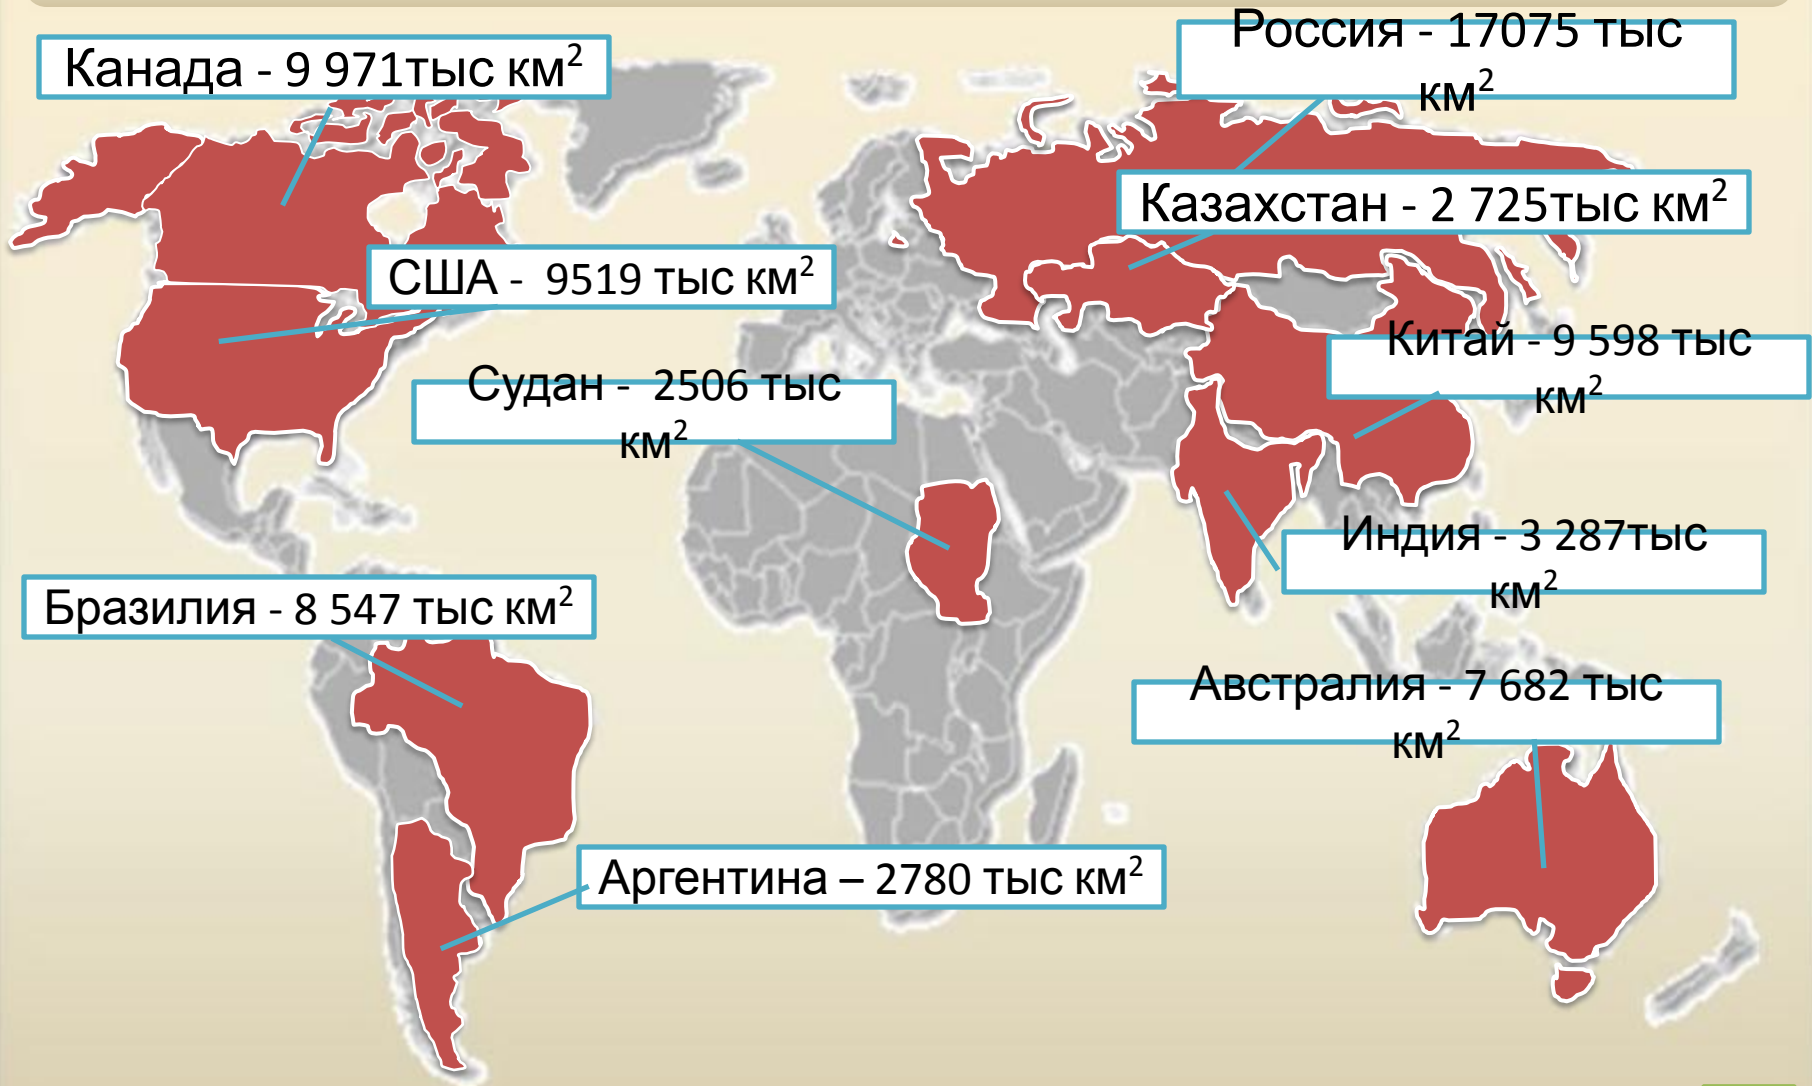 Россия - 17075 тыс
км²
Канада - 9 971тыс км²
Казахстан - 2 725тыс км²
США -  9519 тыс км²
Китай - 9 598 тыс
км²
Судан -  2506 тыс
км²
Индия - 3 287тыс
км²
Бразилия - 8 547 тыс км²
Австралия - 7 682 тыс
км²
Аргентина – 2780 тыс км²